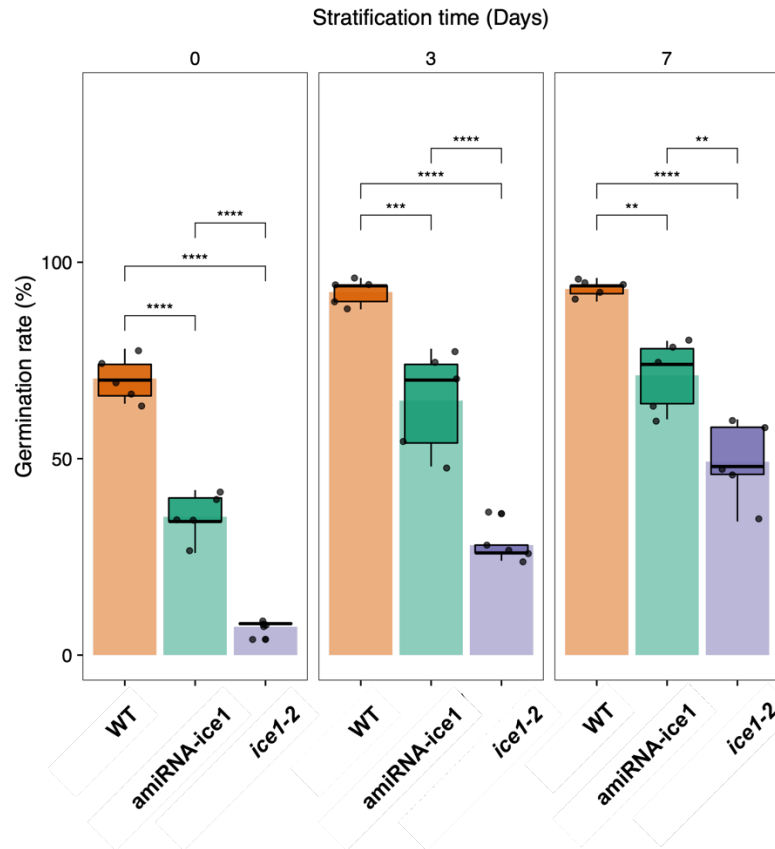 Stratification time (Days)
0 3 7
**** **
**** ****
*** **
****
****
****
Germination rate (%)
100
50
0
WT amiRNA-ice1 ice1-2 WT amiRNA-ice1 ice1-2 WT amiRNA-ice1 ice1-2